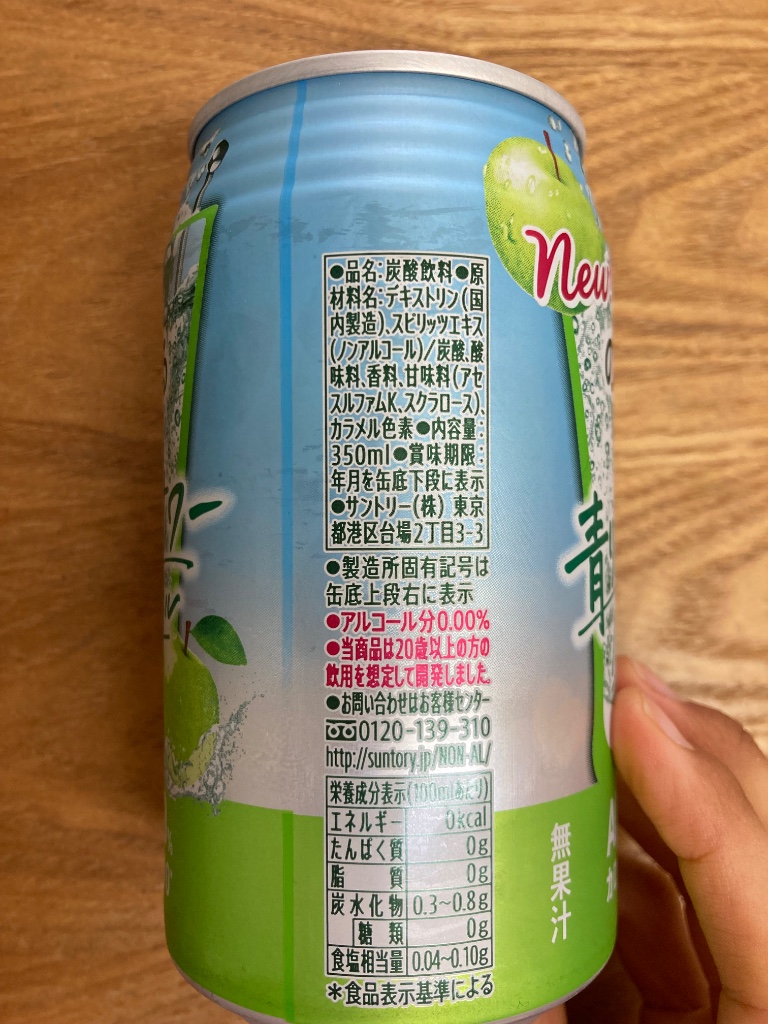 ●品名:炭酸飲料●原
材料名:デキストリン(国
内製造)、スピリッツエキス
(ノンアルコール)/炭酸、酸
味料、香料、甘味料(アセ
スルファムK、スクラロース)、
カラメル色素●内容量:
350ml●賞味期限:
年月を缶底下段に表示
●サントリー(株) 東京
都港区台場2丁目3-3
●製造所固有記号は
缶底上段右に表示
●アルコール分0.00%
●当商品は20歳以上の方の
飲用を想定して開発しました。
●お問い合わせはお客様センター
0120-139-310
http://suntory.jp/NON-AL/
栄養成分表示(100mlあたり)
エネルギー 0kcal
たんぱく質 0g
脂質 0g
炭水化物 0.3~0.8g
糖類 0g
食塩相当量 0.04~0.10g
*食品表示基準による
New
青
無果汁